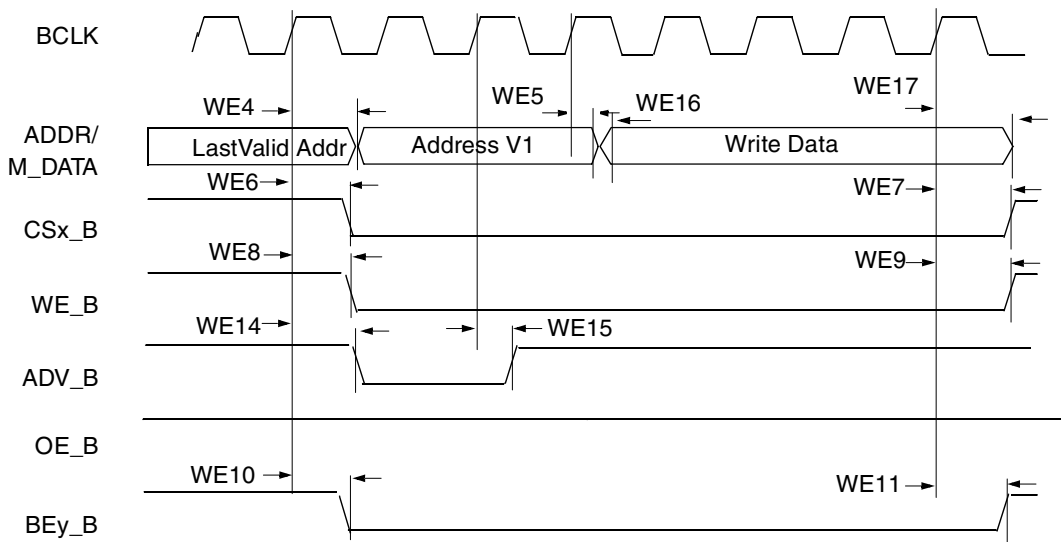 BCLK
WE4
WE5
WE16
WE17
ADDR/
M_DATA
LastValid Addr
Address V1
Write Data
WE6
WE7
CSx_B
WE8
WE9
WE_B
WE14
WE15
ADV_B
OE_B
WE10
WE11
BEy_B